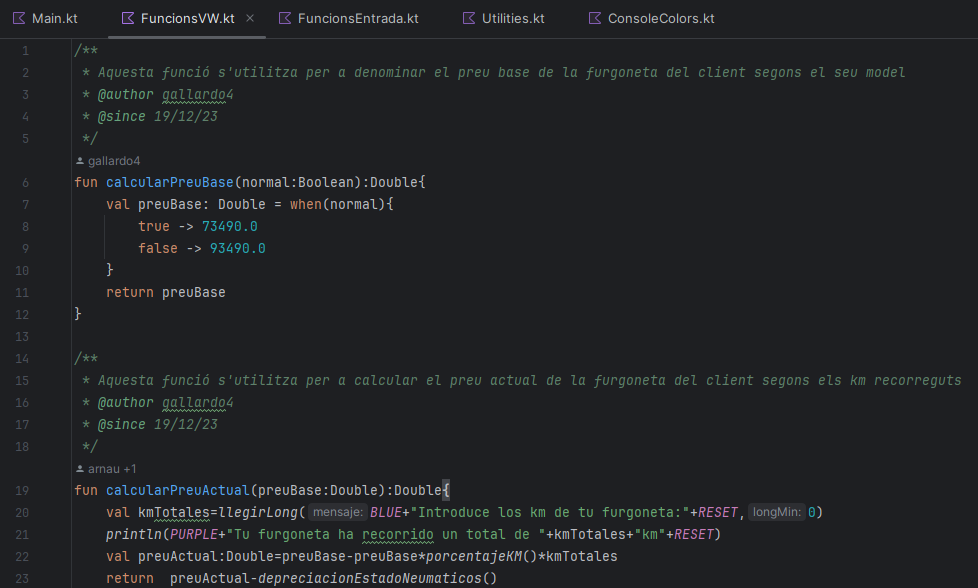 Main.kt FuncionsVW.kt FuncionsEntrada.kt Utilities.kt ConsoleColors.kt
1 /**
2 * Aquesta funció s'utilitza per a denominar el preu base de la furgoneta del client segons el seu model
3 * @author gallardo4
4 * @since 19/12/23
5 */
gallardo4
6 fun calcularPreuBase(normal:Boolean):Double{
7 val preuBase: Double = when(normal){
8 true -> 73490.0
9 false -> 93490.0
10 }
11 return preuBase
12 }
13
14 /**
15 * Aquesta funció s'utilitza per a calcular el preu actual de la furgoneta del client segons els km recorreguts
16 * @author gallardo4
17 * @since 19/12/23
18 */
arnau +1
19 fun calcularPreuActual(preuBase:Double):Double{
20 val kmTotales=llegirLong( mensaje: BLUE+"Introduce los km de tu furgoneta:"+RESET, longMin: 0)
21 println(PURPLE+"Tu furgoneta ha recorrido un total de "+kmTotales+"km"+RESET)
22 val preuActual:Double=preuBase-preuBase*porcentajeKM()*kmTotales
23 return preuActual-depreciacionEstadoNeumaticos()